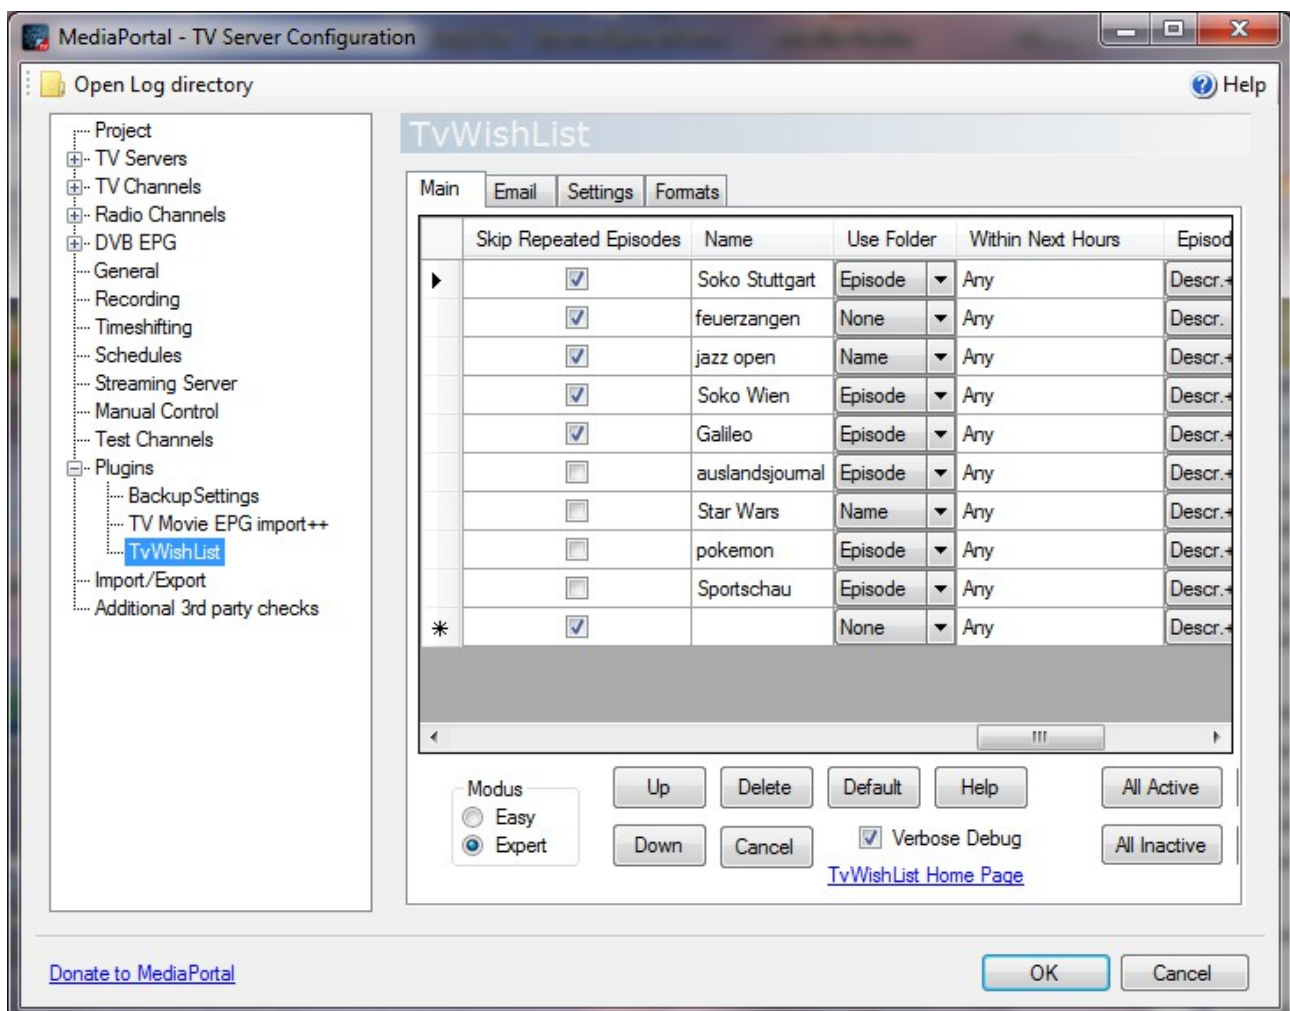 MediaPortal - TV Server Configuration
Open Log directory
Help
Project
TV Servers
TV Channels
Radio Channels
DVB EPG
General
Recording
Timeshifting
Schedules
Streaming Server
Manual Control
Test Channels
Plugins
BackupSettings
TV Movie EPG import++
TvWishList
Import/Export
Additional 3rd party checks
TvWishList
Main Email Settings Formats
Skip Repeated Episodes Name Use Folder Within Next Hours Episod
Soko Stuttgart Episode Any Descr.+
feuerzangen None Any Descr.
jazz open Name Any Descr.+
Soko Wien Episode Any Descr.+
Galileo Episode Any Descr.+
auslandsjournal Episode Any Descr.+
Star Wars Name Any Descr.+
pokemon Episode Any Descr.+
Sportschau Episode Any Descr.+
None Any Descr.+
Modus
Easy
Expert
Up Delete Default Help All Active
Down Cancel Verbose Debug All Inactive
TvWishList Home Page
Donate to MediaPortal
OK Cancel